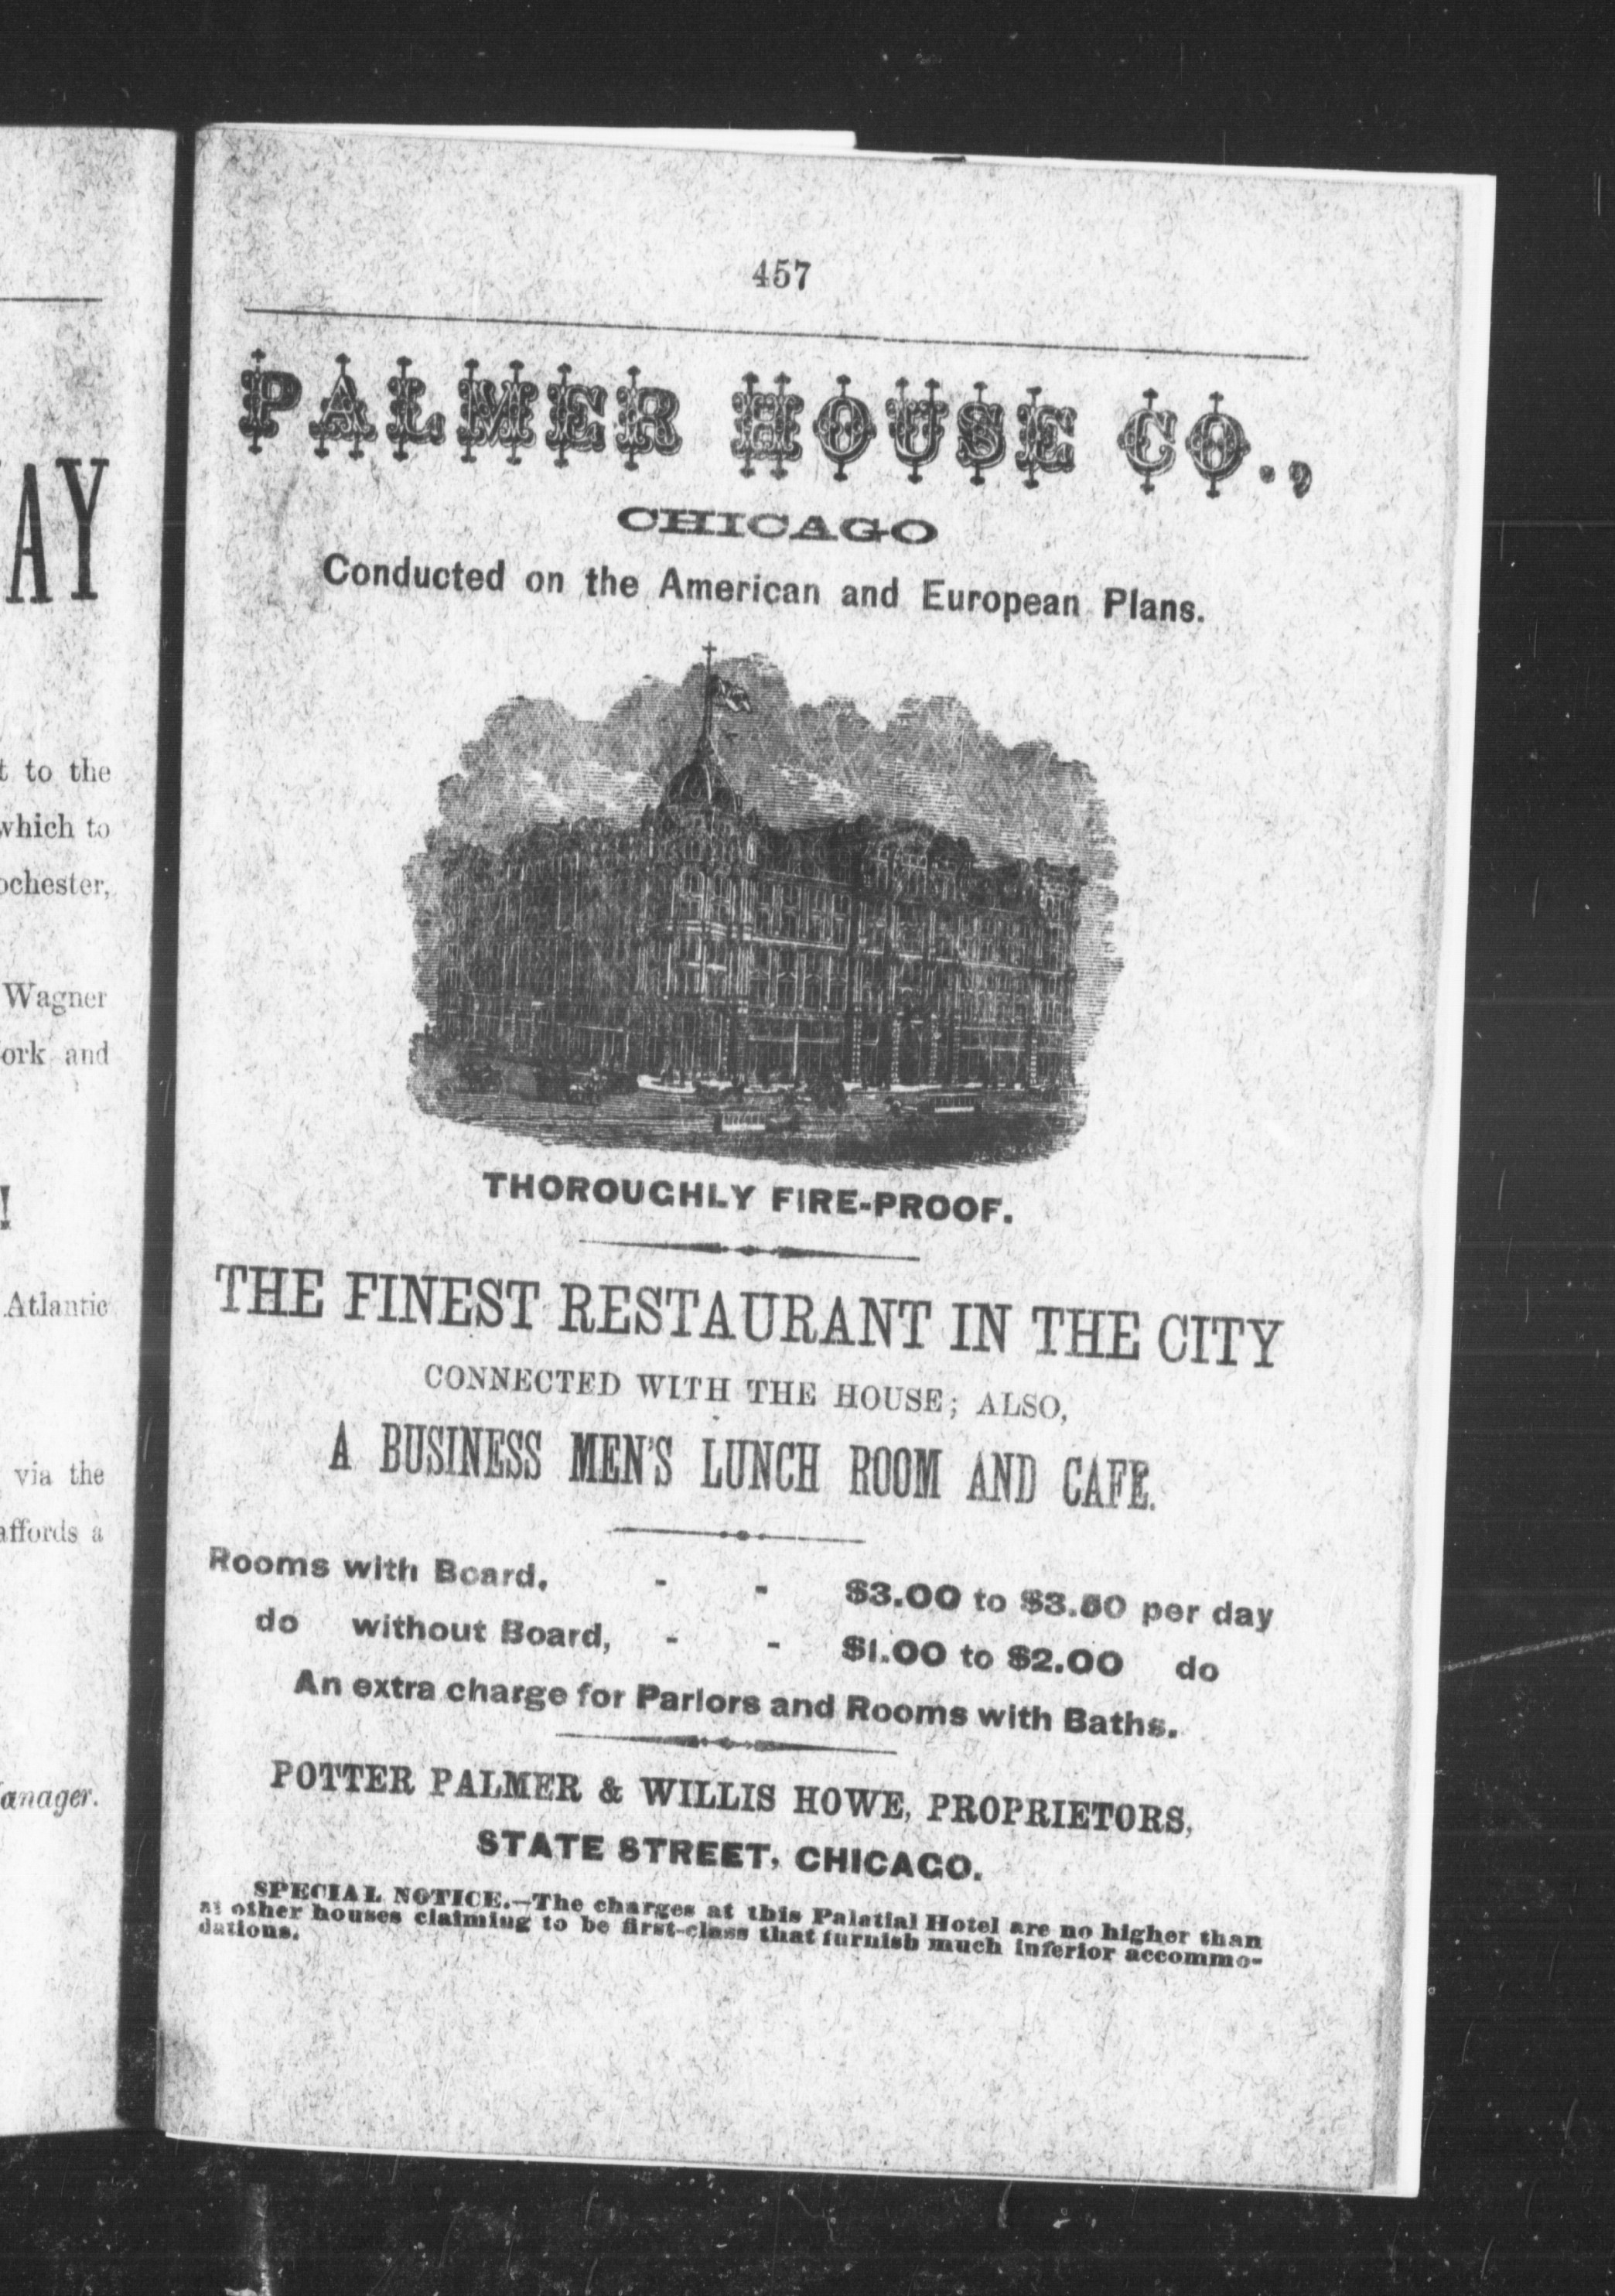 AY
t to the
which to
ochester,
Wagner
ork and
!
Atlantic
via the
affords a
anager.
457
PALMER HOUSE CO.,
CHICAGO
Conducted on the American and European Plans.
THOROUGHLY FIRE-PROOF.
THE FINEST RESTAURANT IN THE CITY
CONNECTED WITH THE HOUSE; ALSO,
A BUSINESS MEN'S LUNCH ROOM AND CAFE.
Rooms with Board, - - $3.00 to $3.50 per day
do without Board, - - $1.00 to $2.00 do
An extra charge for Parlors and Rooms with Baths.
POTTER PALMER & WILLIS HOWE, PROPRIETORS,
STATE STREET, CHICAGO.
SPECIAL NOTICE.—The charges at this Palatial Hotel are no higher than
at other houses claiming to be first-class that furnish much inferior accommo-
dations.